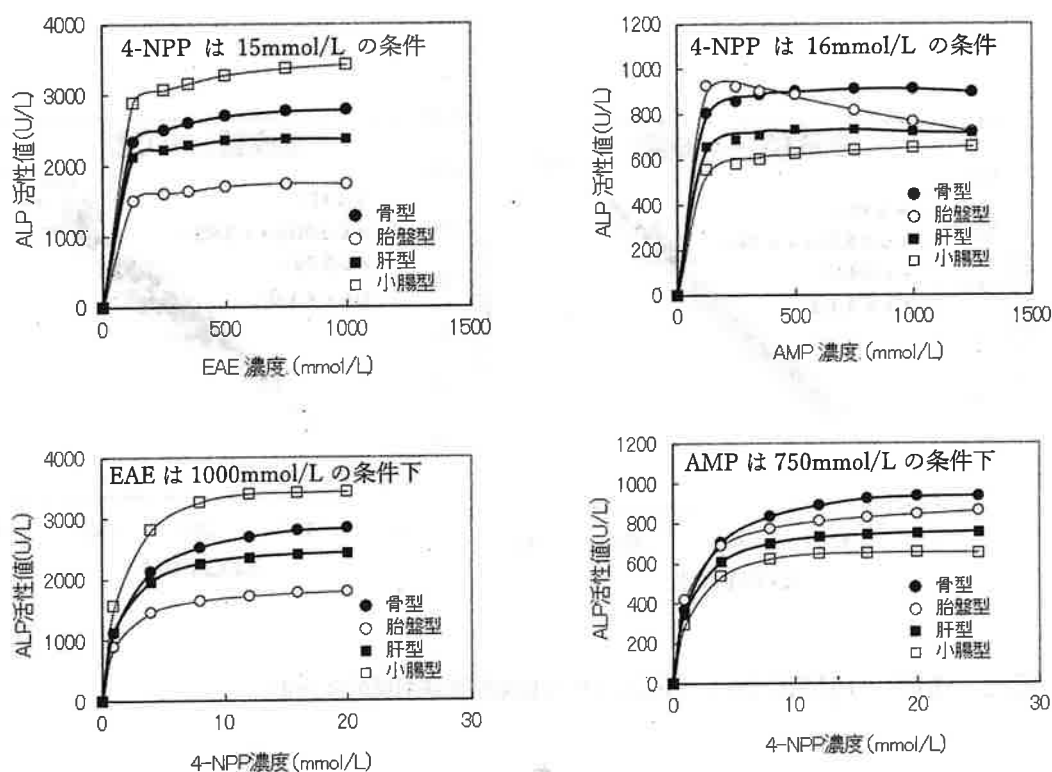 4-NPP は 15mmol/L の条件
ALP 活性値(U/L)
4000
3000
2000
1000
0
0
500
1000
1500
EAE 濃度 (mmol/L)
骨型
胎盤型
肝型
小腸型
4-NPP は 16mmol/L の条件
ALP 活性値(U/L)
1200
1000
800
600
400
200
0
0
500
1000
1500
AMP 濃度 (mmol/L)
骨型
胎盤型
肝型
小腸型
EAE は 1000mmol/L の条件下
ALP活性値(U/L)
4000
3000
2000
1000
0
0
10
20
30
4-NPP濃度(mmol/L)
骨型
胎盤型
肝型
小腸型
AMP は 750mmol/L の条件下
ALP活性値(U/L)
1200
1000
800
600
400
200
0
0
10
20
30
4-NPP濃度(mmol/L)
骨型
胎盤型
肝型
小腸型